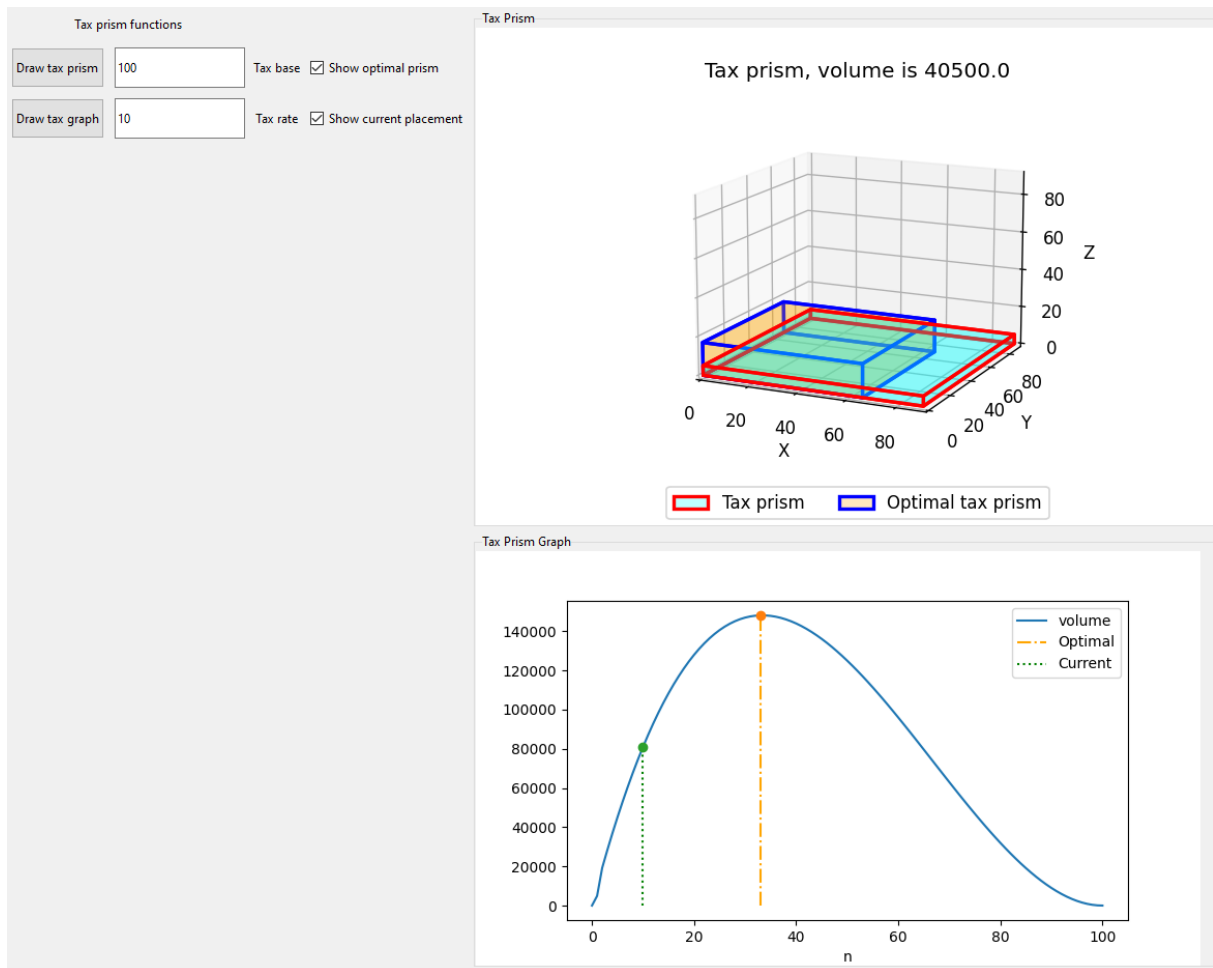 Tax prism functions
Draw tax prism 100 Tax base Show optimal prism
Draw tax graph 10 Tax rate Show current placement
Tax Prism
Tax prism, volume is 40500.0
80
60
Z
40
20
0
0 20 40 60 80
X
0 20 40 60 80
Y
Tax prism Optimal tax prism
Tax Prism Graph
140000
120000
100000
80000
60000
40000
20000
0
volume
Optimal
Current
0 20 40 60 80 100
n